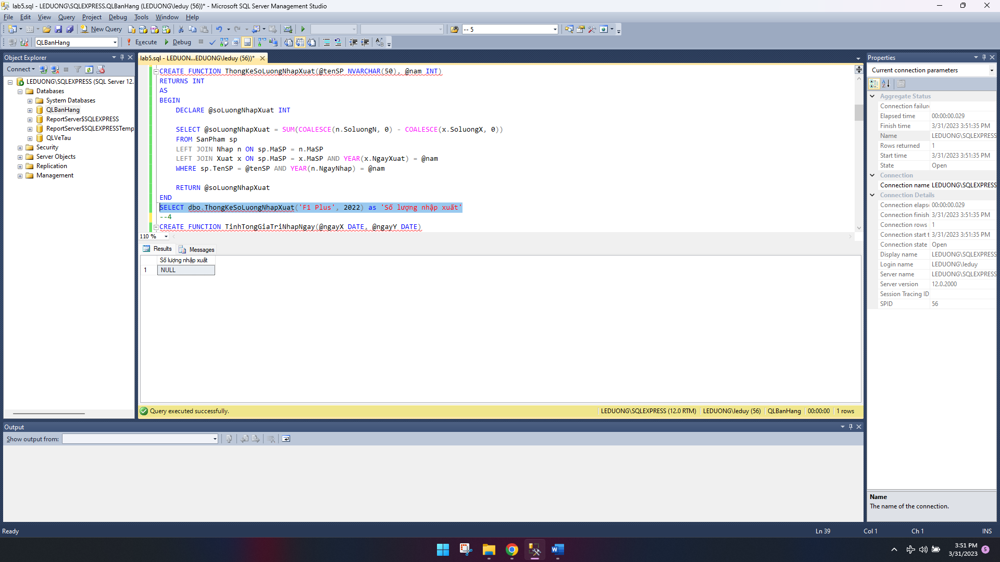 lab5.sql - LEDUONG\SQLEXPRESS.QLBanHang (LEDUONG\leduy (56))* - Microsoft SQL Server Management Studio
File Edit View Query Project Debug Tools Window Help
New Query -- 5
QLBanHang Execute Debug
Object Explorer
Connect
LEDUONG\SQLEXPRESS (SQL Server 12.
Databases
System Databases
QLBanHang
ReportServer$SQLEXPRESS
ReportServer$SQLEXPRESSTemp
QLVeTau
Security
Server Objects
Replication
Management
lab5.sql - LEDUON...EDUONG\leduy (56))*
CREATE FUNCTION ThongKeSoLuongNhapXuat(@tenSP NVARCHAR(50), @nam INT)
RETURNS INT
AS
BEGIN
DECLARE @soLuongNhapXuat INT
SELECT @soLuongNhapXuat = SUM(COALESCE(n.SoluongN, 0) - COALESCE(x.SoluongX, 0))
FROM SanPham sp
LEFT JOIN Nhap n ON sp.MaSP = n.MaSP
LEFT JOIN Xuat x ON sp.MaSP = x.MaSP AND YEAR(x.NgayXuat) = @nam
WHERE sp.TenSP = @tenSP AND YEAR(n.NgayNhap) = @nam
RETURN @soLuongNhapXuat
END
SELECT dbo.ThongKeSoLuongNhapXuat('F1 Plus', 2022) as 'Số lượng nhập xuất'
--4
CREATE FUNCTION TinhTongGiaTriNhapNgay(@ngayX DATE, @ngayY DATE)
110 %
Results Messages
Số lượng nhập xuất
1 NULL
Query executed successfully. LEDUONG\SQLEXPRESS (12.0 RTM) LEDUONG\leduy (56) QLBanHang 00:00:00 1 rows
Output
Show output from:
Properties
Current connection parameters
Aggregate Status
Connection failure
Elapsed time 00:00:00.029
Finish time 3/31/2023 3:51:35 PM
Name LEDUONG\SQLEXPRESS
Rows returned 1
Start time 3/31/2023 3:51:35 PM
State Open
Connection
Connection name LEDUONG\SQLEXPRESS
Connection Details
Connection elapse 00:00:00.029
Connection finish 3/31/2023 3:51:35 PM
Connection rows 1
Connection start t 3/31/2023 3:51:35 PM
Connection state Open
Display name LEDUONG\SQLEXPRESS
Login name LEDUONG\leduy
Server name LEDUONG\SQLEXPRESS
Server version 12.0.2000
Session Tracing ID
SPID 56
Name
The name of the connection.
Ready Ln 39 Col 1 Ch 1 INS
3:51 PM
3/31/2023 5